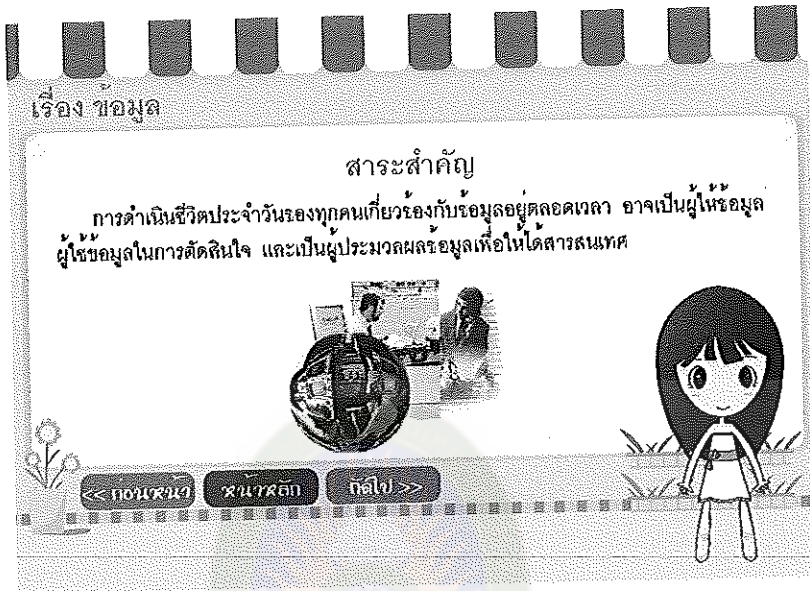 เรื่อง ข้อมูล
สาระสำคัญ
การดำเนินชีวิตประจำวันของทุกคนเกี่ยวข้องกับข้อมูลอยู่ตลอดเวลา อาจเป็นผู้ให้ข้อมูล
ผู้ใช้ข้อมูลในการตัดสินใจ และเป็นผู้ประมวลผลข้อมูลเพื่อให้ได้สารสนเทศ
<< ก่อนหน้า หน้าหลัก ถัดไป >>